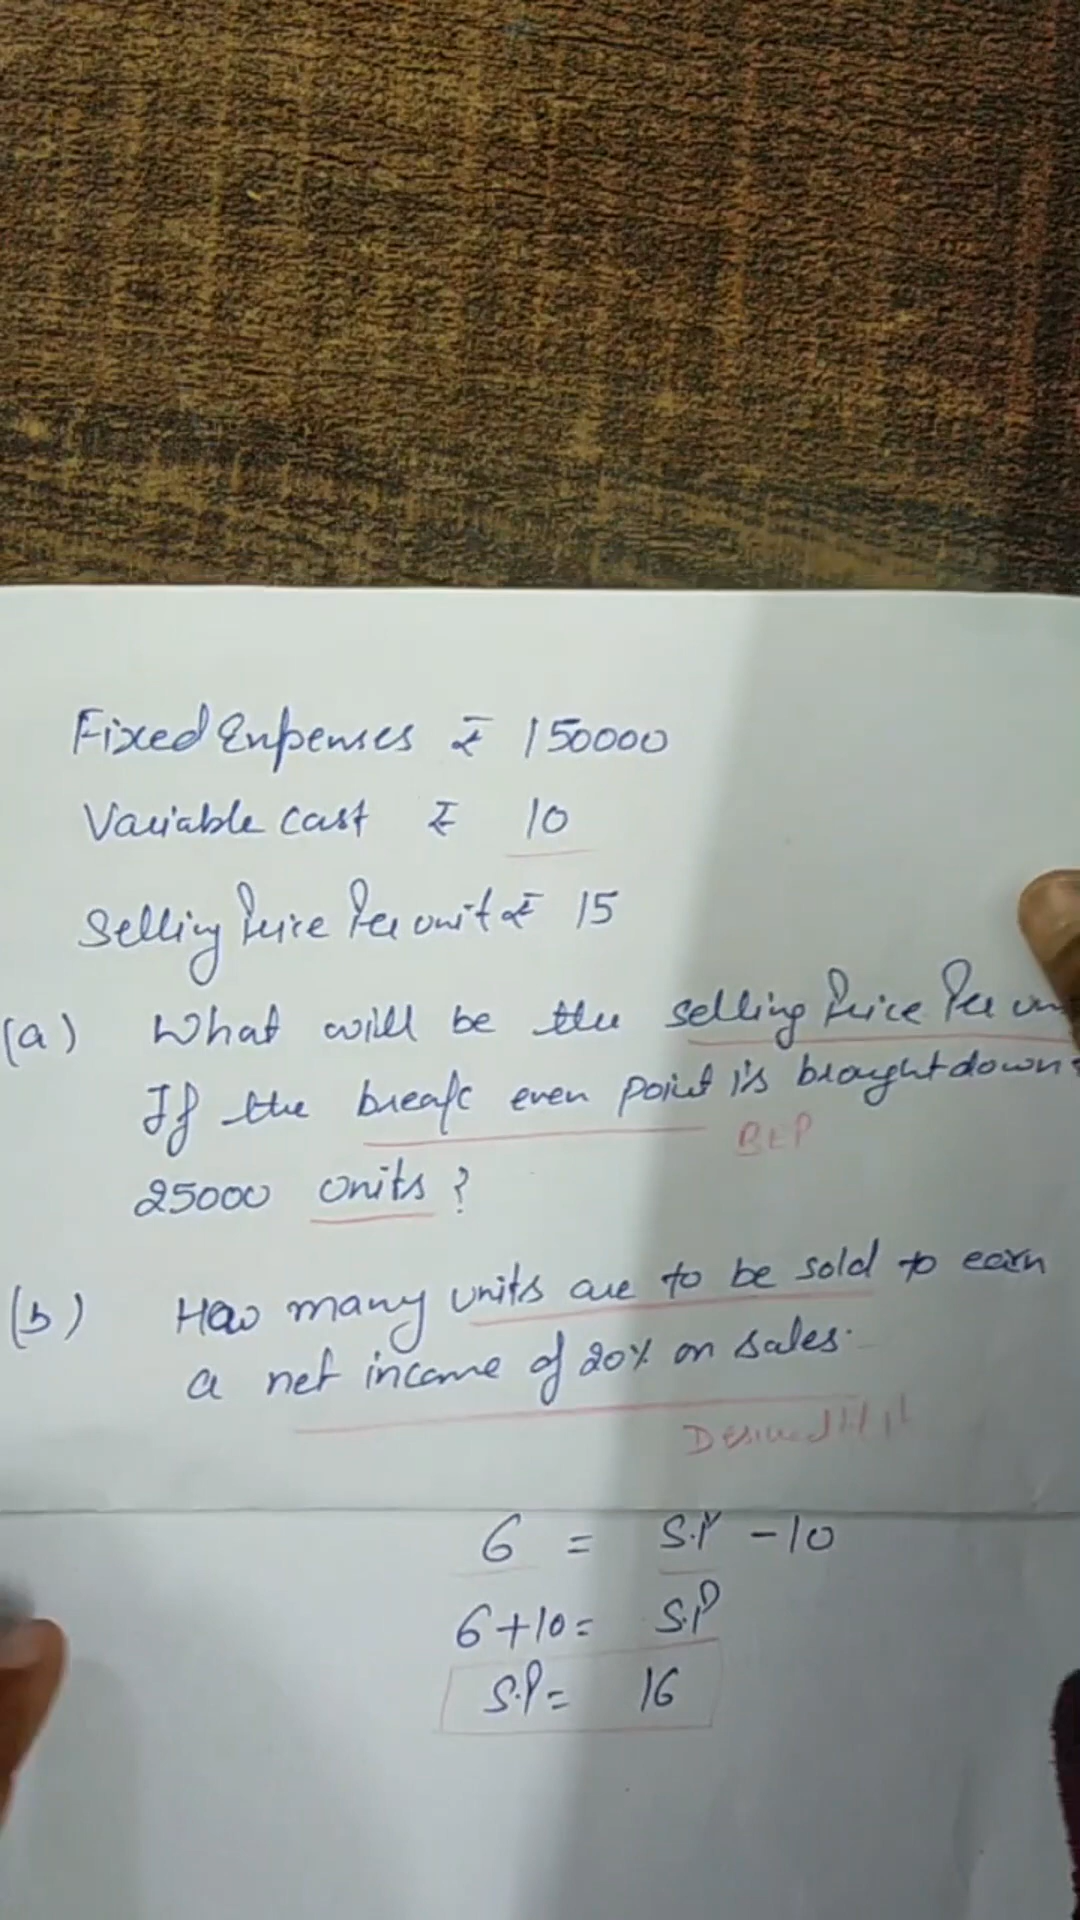 Fixed Expenses ₹ 150000
Variable cast ₹ 10
Selling Price Per unit ₹ 15
(a) What will be the selling Price Per
If the break even point is brought down
BEP
25000 units ?
(b) How many units are to be sold to earn
a net income of 20% on sales.
6 = S.P - 10
6+10= S.P
S.P= 16